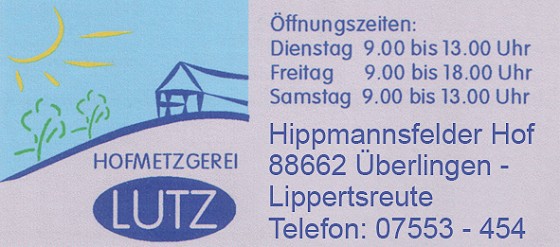 HOFMETZGEREI
LUTZ
Öffnungszeiten:
Dienstag 9.00 bis 13.00 Uhr
Freitag 9.00 bis 18.00 Uhr
Samstag 9.00 bis 13.00 Uhr
Hippmannsfelder Hof
88662 Überlingen -
Lippertsreute
Telefon: 07553 - 454